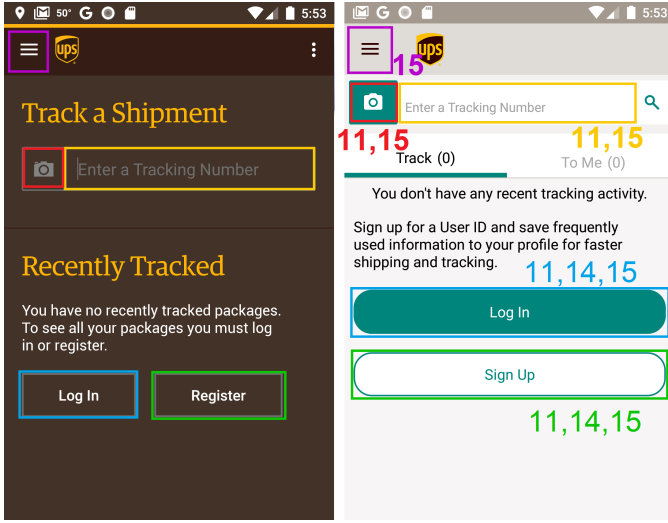 50° G 5:53
ups
Track a Shipment
Enter a Tracking Number
Recently Tracked
You have no recently tracked packages.
To see all your packages you must log
in or register.
Log In
Register
G 5:53
ups
15
Enter a Tracking Number
11,15
11,15
Track (0)
To Me (0)
You don't have any recent tracking activity.
Sign up for a User ID and save frequently
used information to your profile for faster
shipping and tracking.
11,14,15
Log In
Sign Up
11,14,15